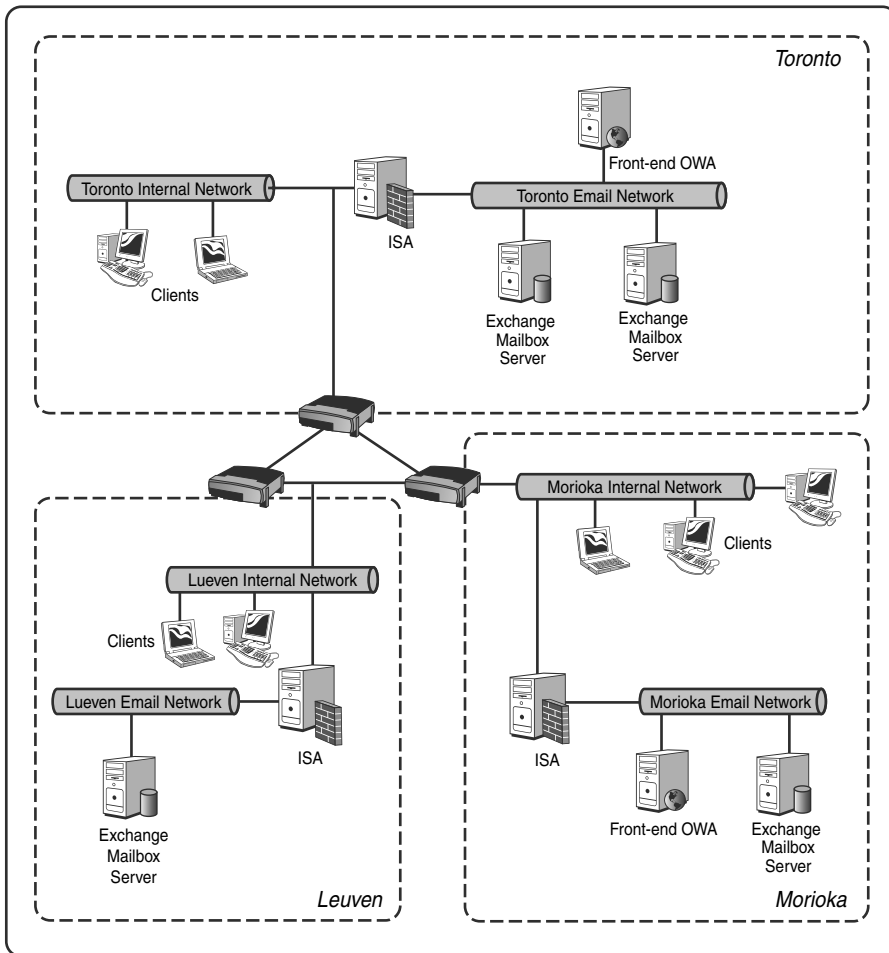 Toronto
Front-end OWA
Toronto Internal Network
Toronto Email Network
ISA
Clients
Exchange
Mailbox
Server
Exchange
Mailbox
Server
Morioka Internal Network
Clients
Lueven Internal Network
Clients
Lueven Email Network
ISA
Exchange
Mailbox
Server
Leuven
Morioka Email Network
ISA
Front-end OWA
Exchange
Mailbox
Server
Morioka